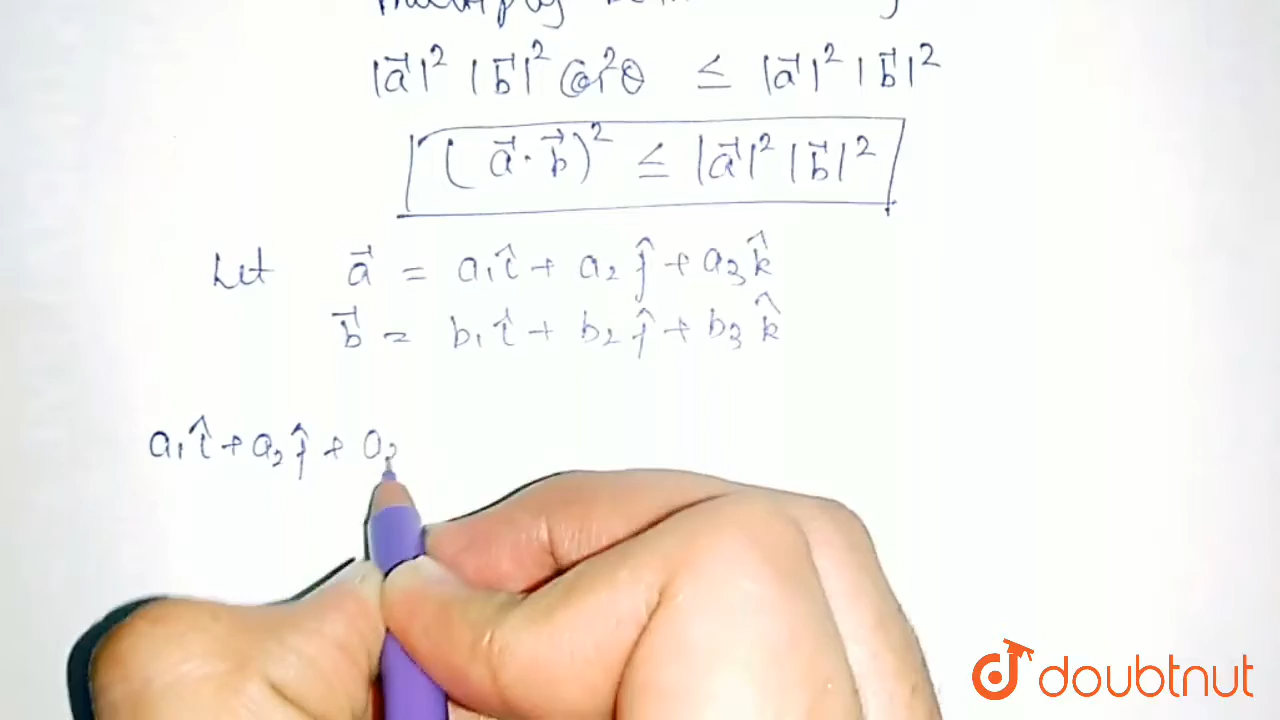 |a⃗|² |b⃗|² cos²θ ≤ |a⃗|² |b⃗|²
(a⃗·b⃗)² ≤ |a⃗|² |b⃗|²
Let a⃗ = a₁î + a₂ĵ + a₃k̂
b⃗ = b₁î + b₂ĵ + b₃k̂
a₁î + a₂ĵ + a₃
doubtnut